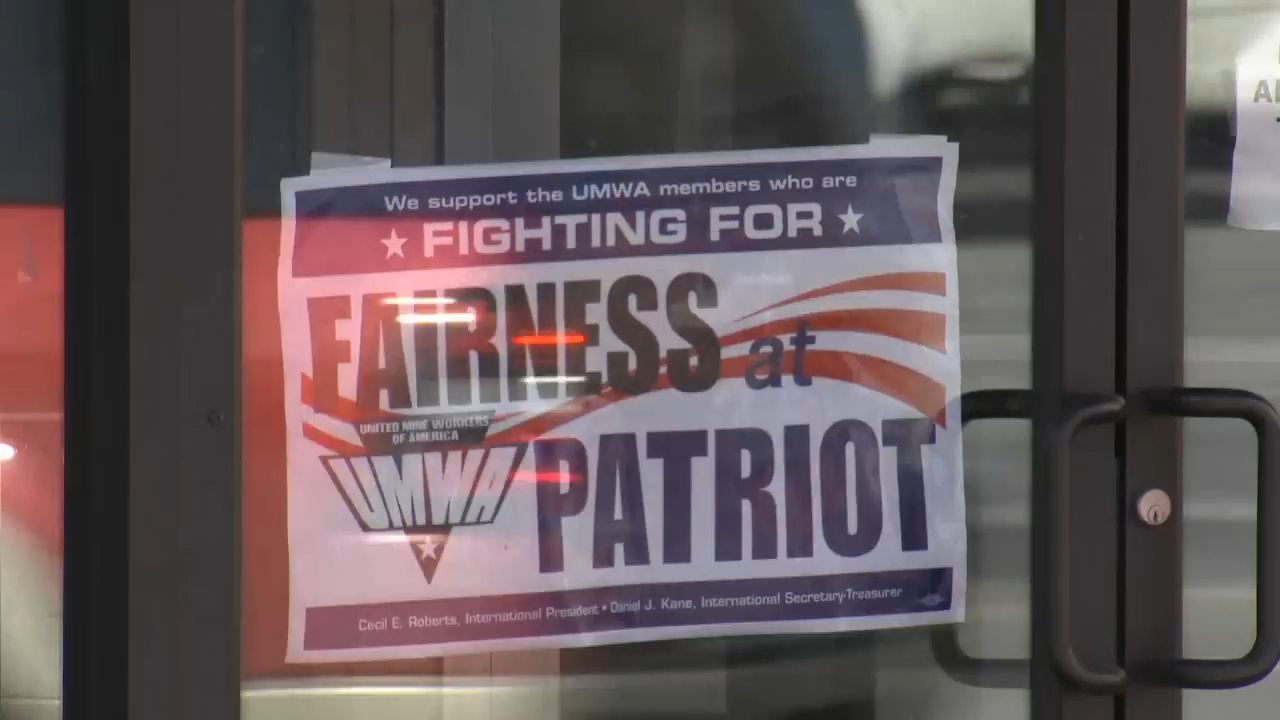 We support the UMWA members who are
FIGHTING FOR
FAIRNESS at
PATRIOT
UNITED MINE WORKERS
OF AMERICA
UMWA
Cecil E. Roberts, International President • Daniel J. Kane, International Secretary-Treasurer